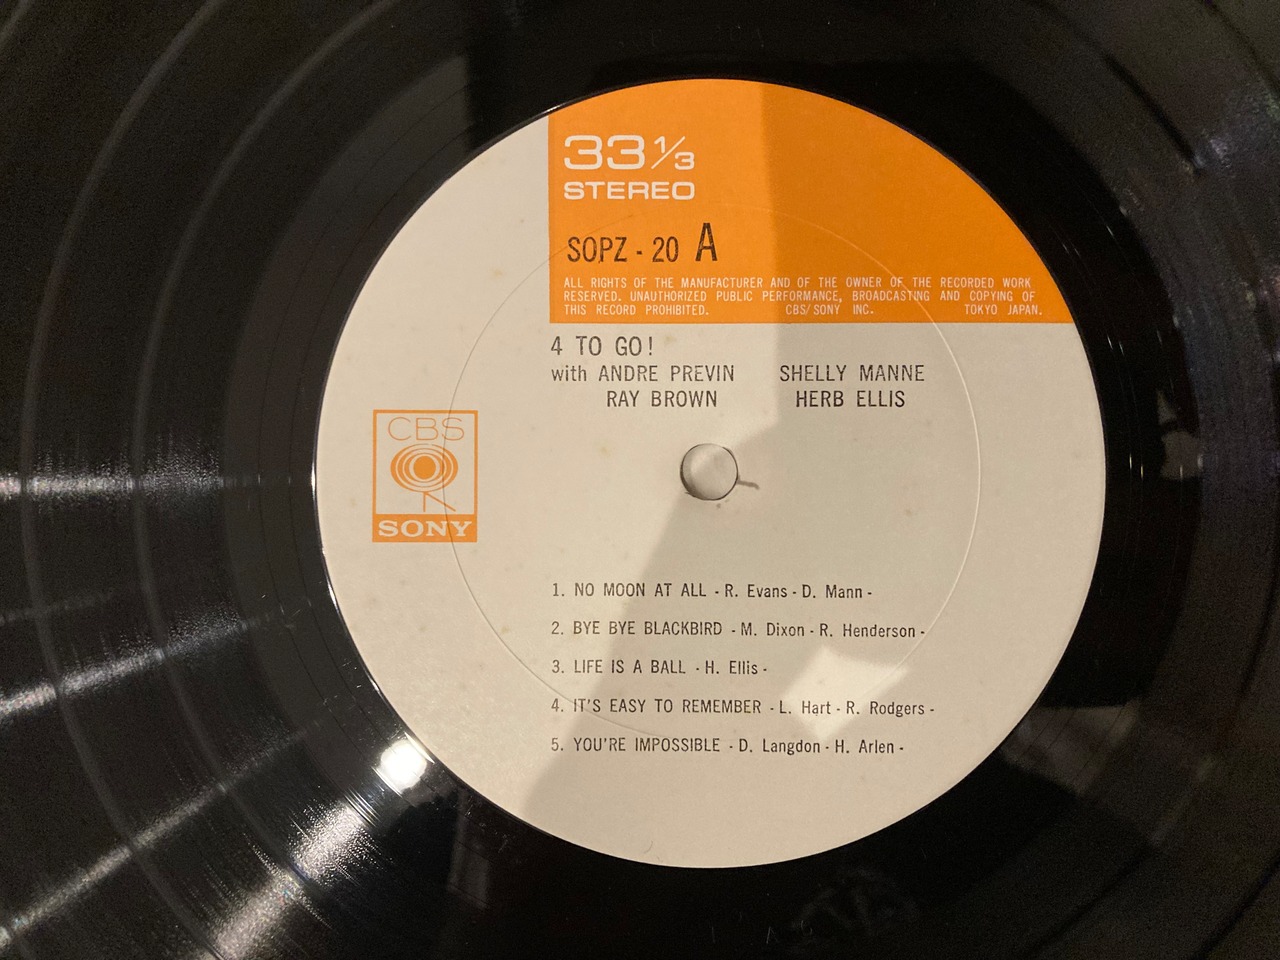 33 1/3
STEREO
SOPZ - 20 A
ALL RIGHTS OF THE MANUFACTURER AND OF THE OWNER OF THE RECORDED WORK
RESERVED. UNAUTHORIZED PUBLIC PERFORMANCE, BROADCASTING AND COPYING OF
THIS RECORD PROHIBITED. CBS/SONY INC. TOKYO JAPAN.
4 TO GO!
with ANDRE PREVIN SHELLY MANNE
RAY BROWN HERB ELLIS
CBS
SONY
1. NO MOON AT ALL - R. Evans - D. Mann -
2. BYE BYE BLACKBIRD - M. Dixon - R. Henderson -
3. LIFE IS A BALL - H. Ellis -
4. IT'S EASY TO REMEMBER - L. Hart - R. Rodgers -
5. YOU'RE IMPOSSIBLE - D. Langdon - H. Arlen -